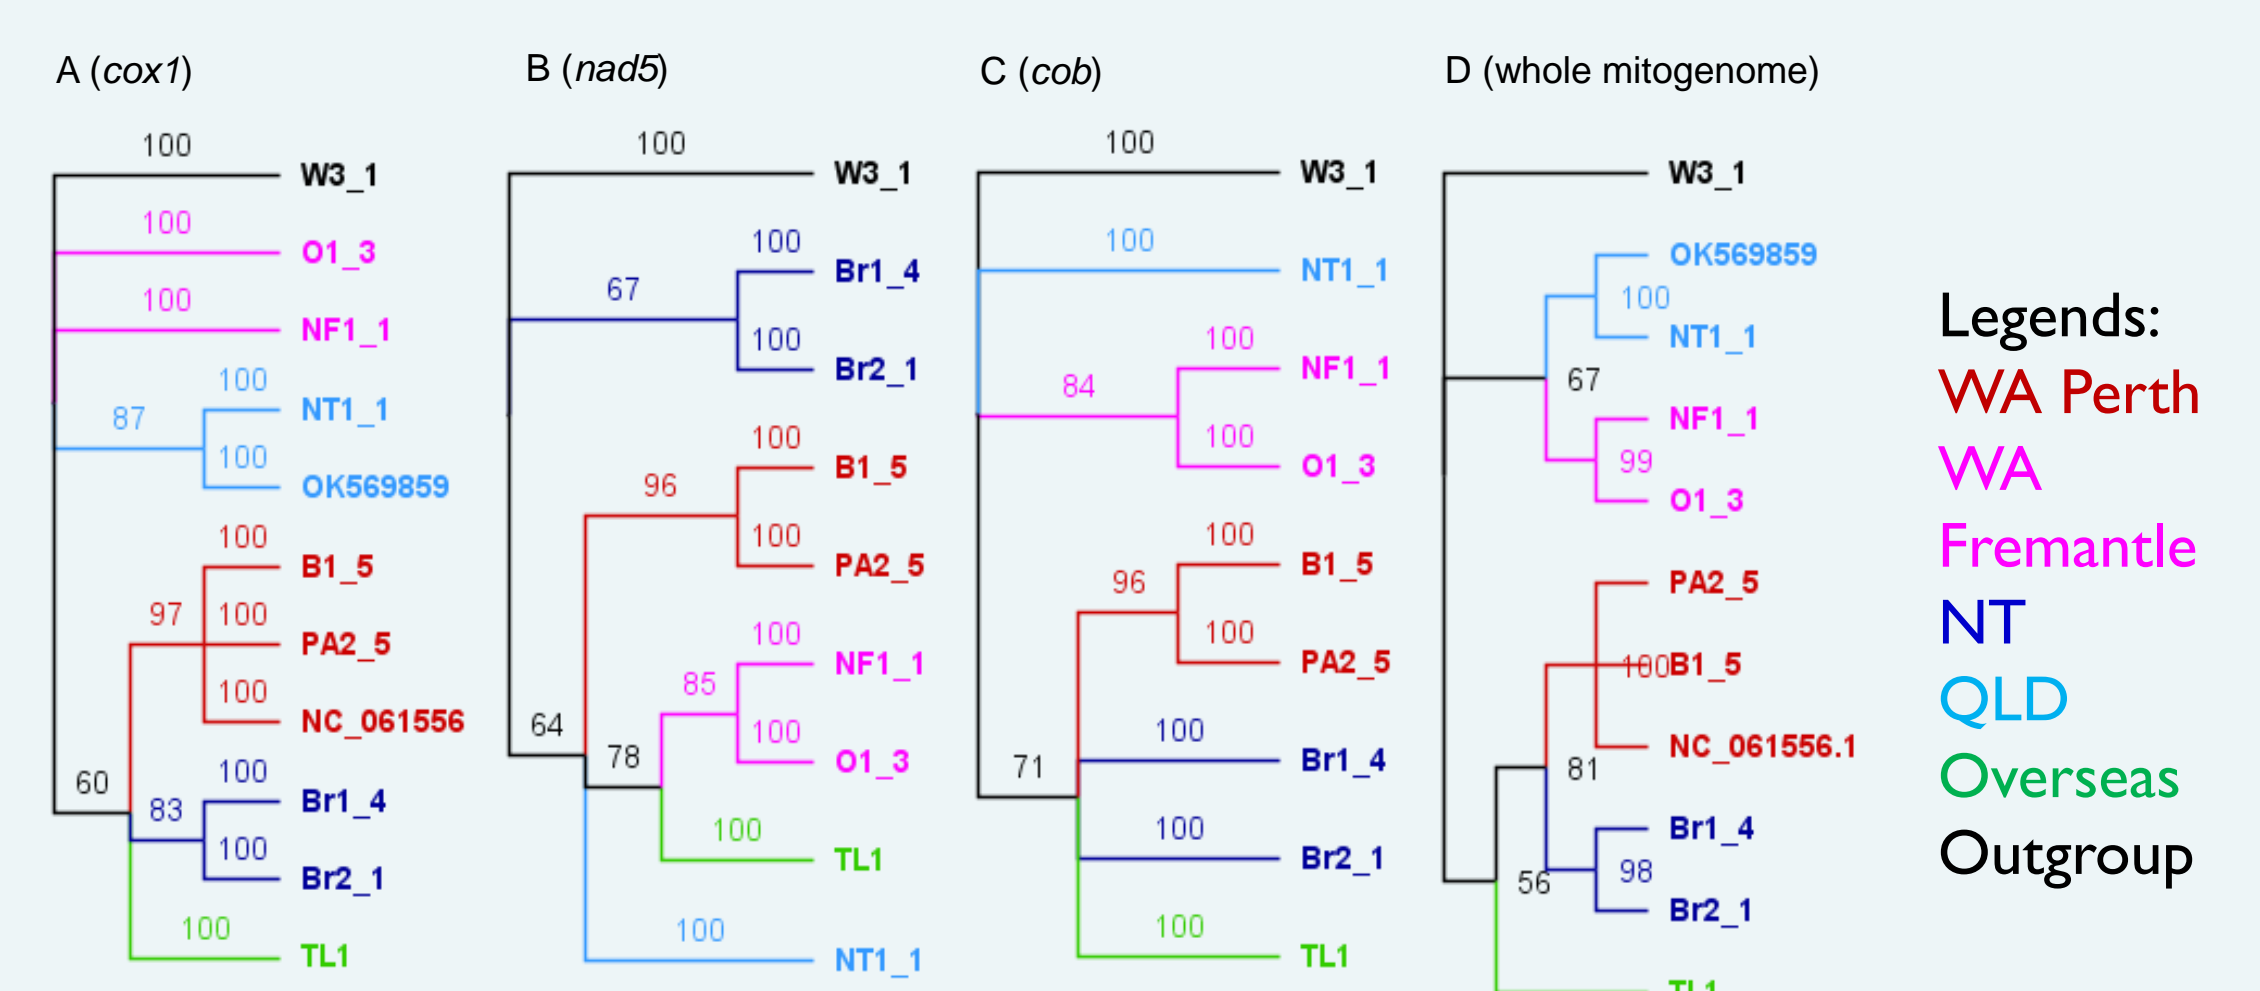 A (cox1)
100
W3_1
100
O1_3
100
NF1_1
100
87
NT1_1
100
OK569859
100
B1_5
97
100
PA2_5
100
NC_061556
60
100
83
Br1_4
100
Br2_1
100
TL1
B (nad5)
100
W3_1
100
67
Br1_4
100
Br2_1
100
96
B1_5
100
PA2_5
100
85
NF1_1
64
78
100
O1_3
100
TL1
100
NT1_1
C (cob)
100
W3_1
100
NT1_1
100
84
NF1_1
100
O1_3
100
96
B1_5
100
PA2_5
71
100
Br1_4
100
Br2_1
100
TL1
D (whole mitogenome)
W3_1
OK569859
100
NT1_1
67
NF1_1
99
O1_3
PA2_5
100
B1_5
NC_061556.1
81
Br1_4
56
98
Br2_1
TL1
Legends:
WA Perth
WA
Fremantle
NT
QLD
Overseas
Outgroup